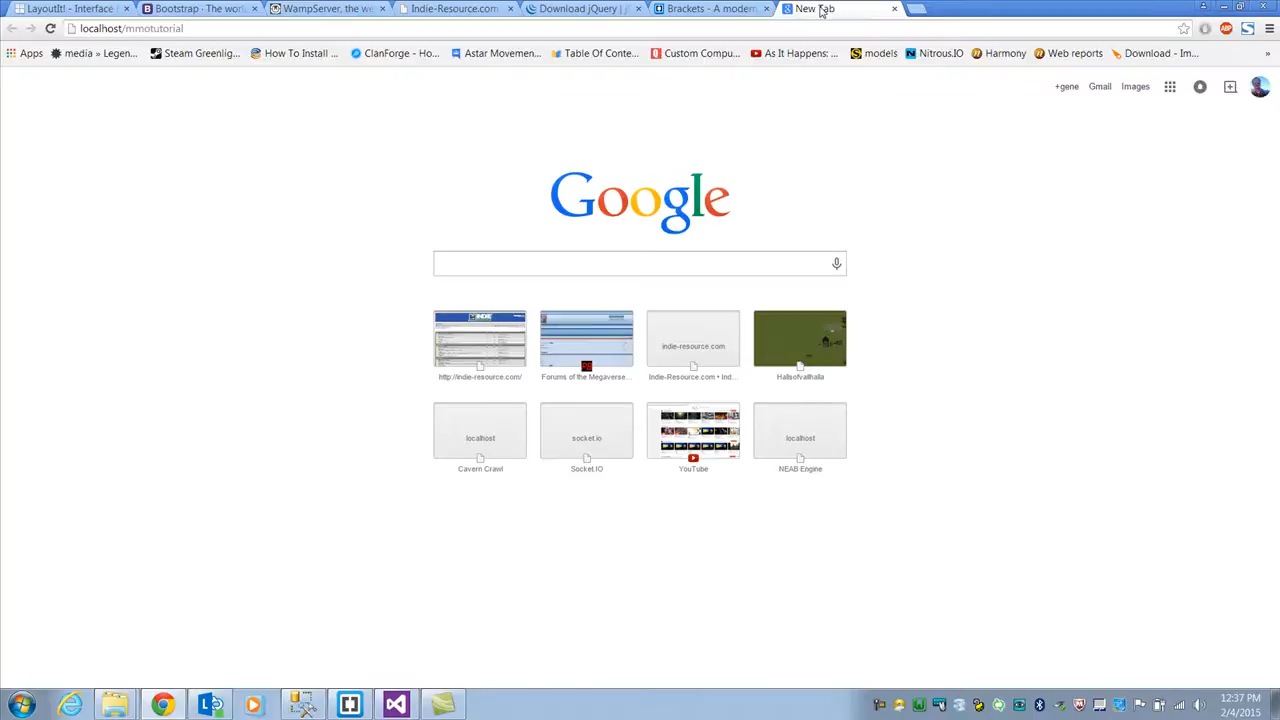 LayoutIt! - Interface
Bootstrap · The worl
WampServer, the we
Indie-Resource.com
Download jQuery | j
Brackets - A modern
New Tab
localhost/mmotutorial
Apps
media » Legen...
Steam Greenlig...
How To Install ...
ClanForge - Ho...
Astar Movemen...
Table Of Conte...
Custom Compu...
As It Happens: ...
models
Nitrous.IO
Harmony
Web reports
Download - Im...
»
+gene
Gmail
Images
Google
indie-resource.com
http://indie-resource.com/
Forums of the Megaverse...
Indie-Resource.com • Ind...
Hallsofvallhalla
localhost
socket.io
localhost
Cavern Crawl
Socket.IO
YouTube
NEAB Engine
12:37 PM
2/4/2015